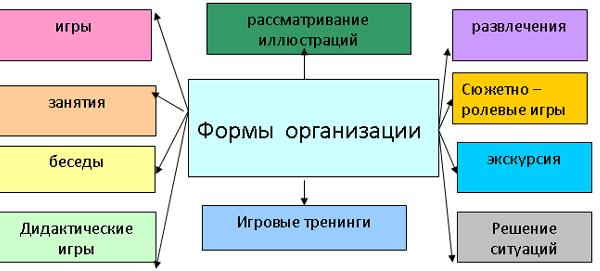 игры
рассматривание
иллюстраций
развлечения
занятия
Сюжетно –
ролевые игры
Формы организации
беседы
экскурсия
Дидактические
игры
Игровые тренинги
Решение
ситуаций